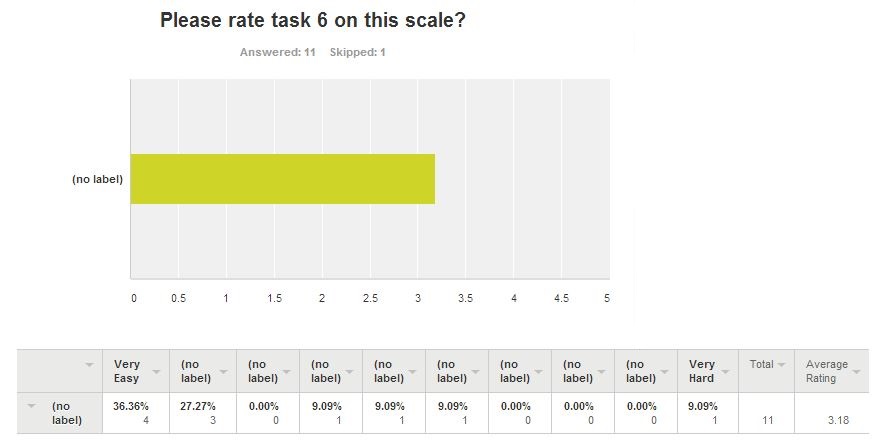 Please rate task 6 on this scale?
Answered: 11 Skipped: 1
(no label)
0 0.5 1 1.5 2 2.5 3 3.5 4 4.5 5
Very Easy (no label) (no label) (no label) (no label) (no label) (no label) (no label) (no label) Very Hard Total Average Rating
(no label) 36.36% 27.27% 0.00% 9.09% 9.09% 9.09% 0.00% 0.00% 0.00% 9.09%
4 3 0 1 1 1 0 0 0 1 11 3.18